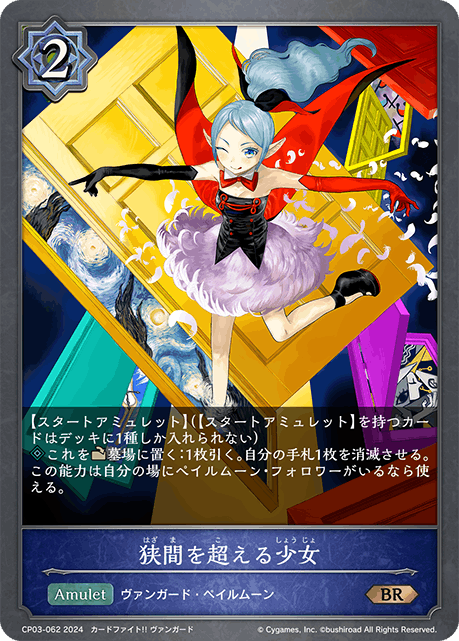 2
【スタートアミュレット】(【スタートアミュレット】を持つカー
ドはデッキに1種しか入れられない)
これを墓場に置く:1枚引く。自分の手札1枚を消滅させる。
この能力は自分の場にペイルムーン・フォロワーがいるなら使
える。
はざま こ しょうじょ
狭間を超える少女
Amulet ヴァンガード・ペイルムーン BR
CP03-062 2024 カードファイト!! ヴァンガード © Cygames, Inc. ©bushiroad All Rights Reserved.